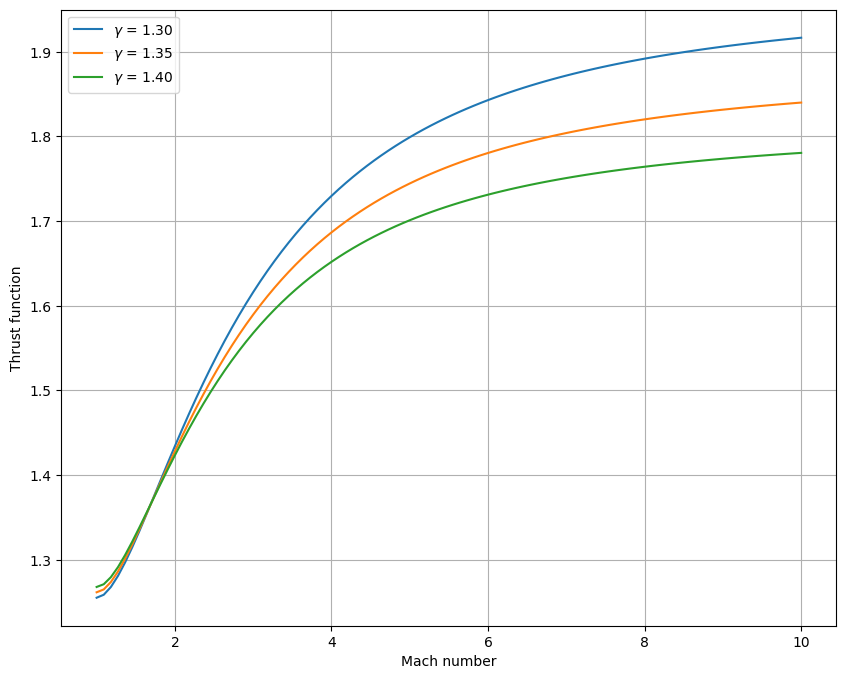 γ = 1.30
γ = 1.35
γ = 1.40
1.9
1.8
1.7
1.6
1.5
1.4
1.3
Thrust function
2 4 6 8 10
Mach number